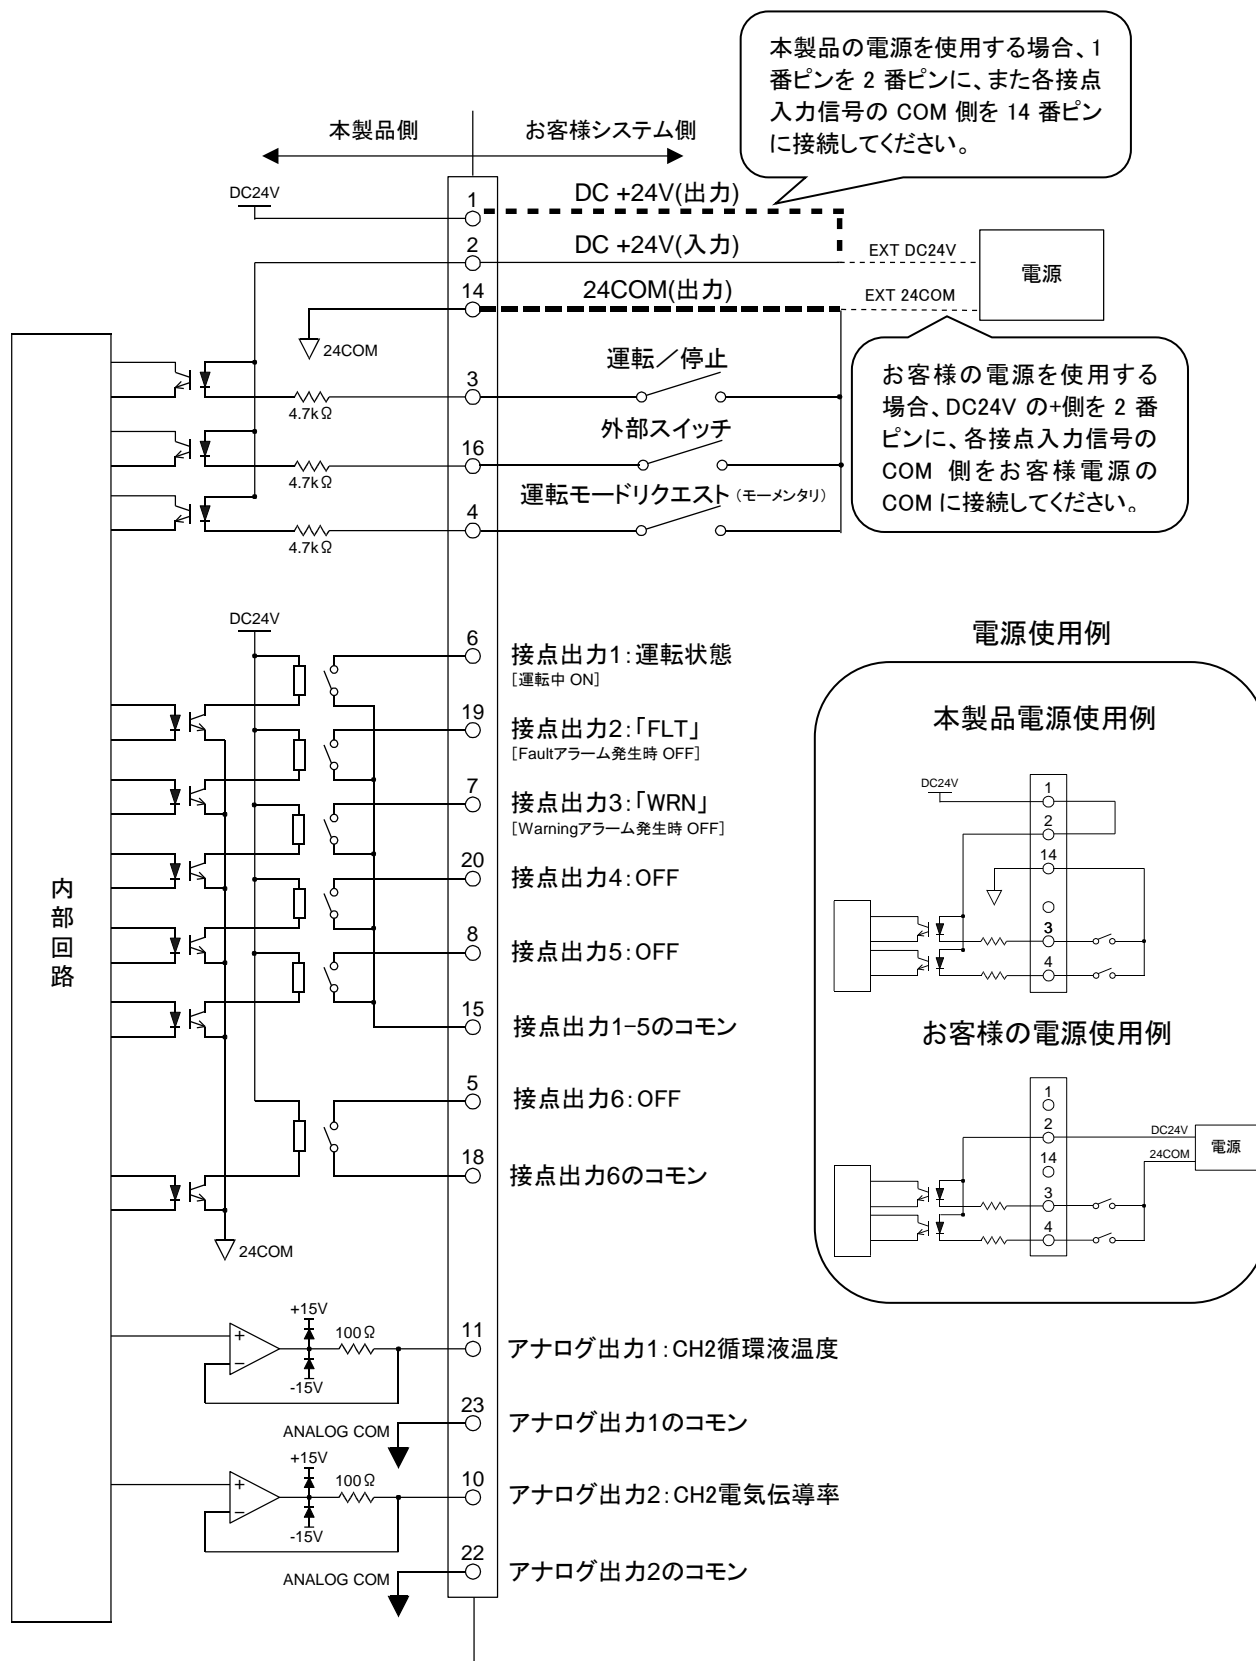 本製品の電源を使用する場合、1
番ピンを 2 番ピンに、また各接点
入力信号の COM 側を 14 番ピン
に接続してください。
本製品側
お客様システム側
DC24V
1
DC +24V(出力)
2
DC +24V(入力)
EXT DC24V
電源
14
24COM(出力)
EXT 24COM
24COM
お客様の電源を使用する
場合、DC24V の+側を 2 番
ピンに、各接点入力信号の
COM 側をお客様電源の
COM に接続してください。
運転/停止
3
4.7kΩ
外部スイッチ
16
4.7kΩ
運転モードリクエスト (モーメンタリ)
4
4.7kΩ
内部回路
DC24V
6
接点出力1:運転状態
[運転中 ON]
19
接点出力2:「FLT」
[Faultアラーム発生時 OFF]
7
接点出力3:「WRN」
[Warningアラーム発生時 OFF]
20
接点出力4:OFF
8
接点出力5:OFF
15
接点出力1-5のコモン
5
接点出力6:OFF
18
接点出力6のコモン
24COM
電源使用例
本製品電源使用例
DC24V
1
2
14
3
4
お客様の電源使用例
1
2
DC24V
電源
14
24COM
3
4
+15V
100Ω
-15V
11
アナログ出力1:CH2循環液温度
23
アナログ出力1のコモン
ANALOG COM
+15V
100Ω
-15V
10
アナログ出力2:CH2電気伝導率
22
アナログ出力2のコモン
ANALOG COM